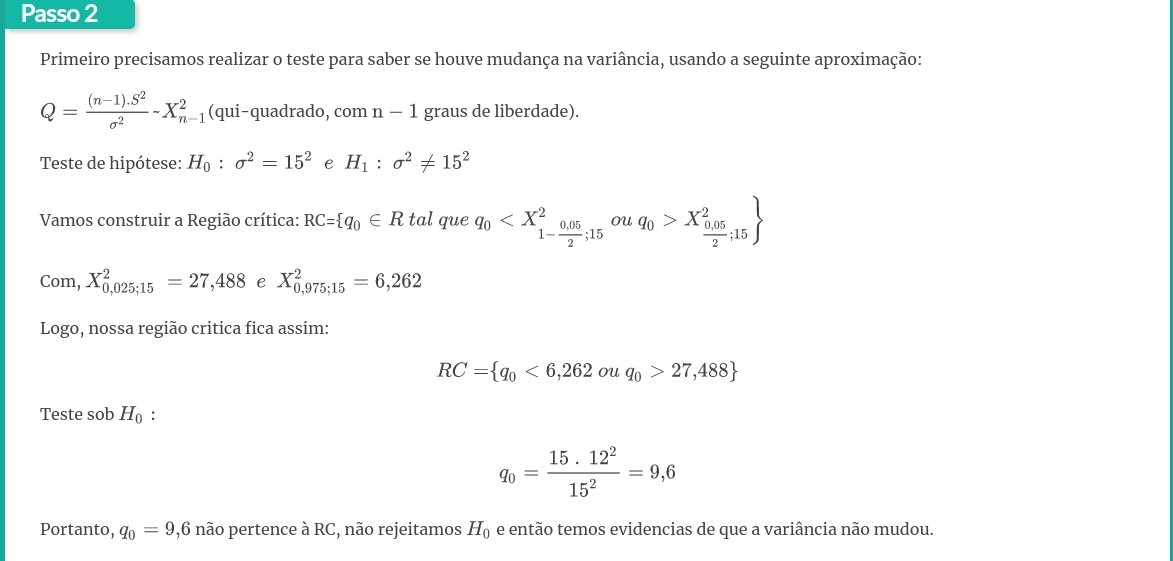 Passo 2
Primeiro precisamos realizar o teste para saber se houve mudança na variância, usando a seguinte aproximação:
Q = \frac{(n-1).S^2}{σ^2} ~ X^2_{n-1} (qui-quadrado, com n − 1 graus de liberdade).
Teste de hipótese: H_0 : σ^2 = 15^2 e H_1 : σ^2 ≠ 15^2
Vamos construir a Região crítica: RC={q_0 ∈ R tal que q_0 < X^2_{1-\frac{0,05}{2};15} ou q_0 > X^2_{\frac{0,05}{2};15}}
Com, X^2_{0,025;15} = 27,488 e X^2_{0,975;15} = 6,262
Logo, nossa região critica fica assim:
RC ={q_0 < 6,262 ou q_0 > 27,488}
Teste sob H_0 :
q_0 = \frac{15 . 12^2}{15^2} = 9,6
Portanto, q_0 = 9,6 não pertence à RC, não rejeitamos H_0 e então temos evidencias de que a variância não mudou.